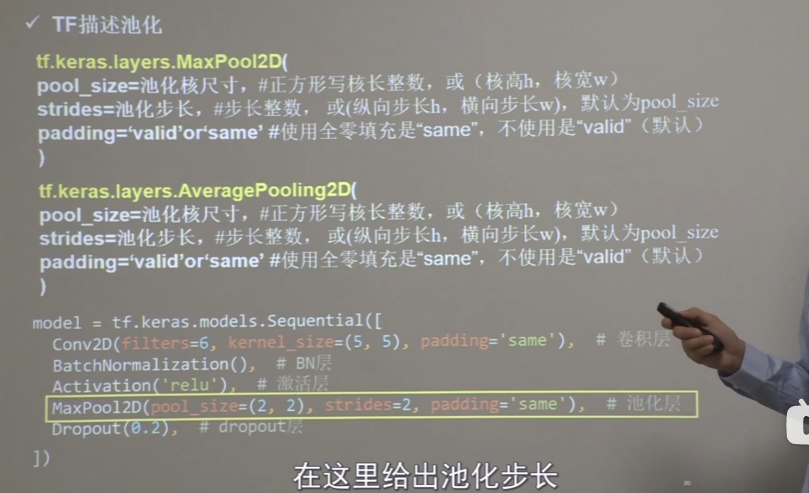 ✓ TF描述池化
tf.keras.layers.MaxPool2D(
pool_size=池化核尺寸，#正方形写核长整数，或（核高h，核宽w）
strides=池化步长，#步长整数， 或(纵向步长h，横向步长w)，默认为pool_size
padding=‘valid’or‘same’ #使用全零填充是“same”，不使用是“valid”（默认）
)
tf.keras.layers.AveragePooling2D(
pool_size=池化核尺寸，#正方形写核长整数，或（核高h，核宽w）
strides=池化步长，#步长整数， 或(纵向步长h，横向步长w)，默认为pool_size
padding=‘valid’or‘same’ #使用全零填充是“same”，不使用是“valid”（默认）
)
model = tf.keras.models.Sequential([
Conv2D(filters=6, kernel_size=(5, 5), padding='same'), # 卷积层
BatchNormalization(), # BN层
Activation('relu'), # 激活层
MaxPool2D(pool_size=(2, 2), strides=2, padding='same'), # 池化层
Dropout(0.2), # dropout层
])
在这里给出池化步长